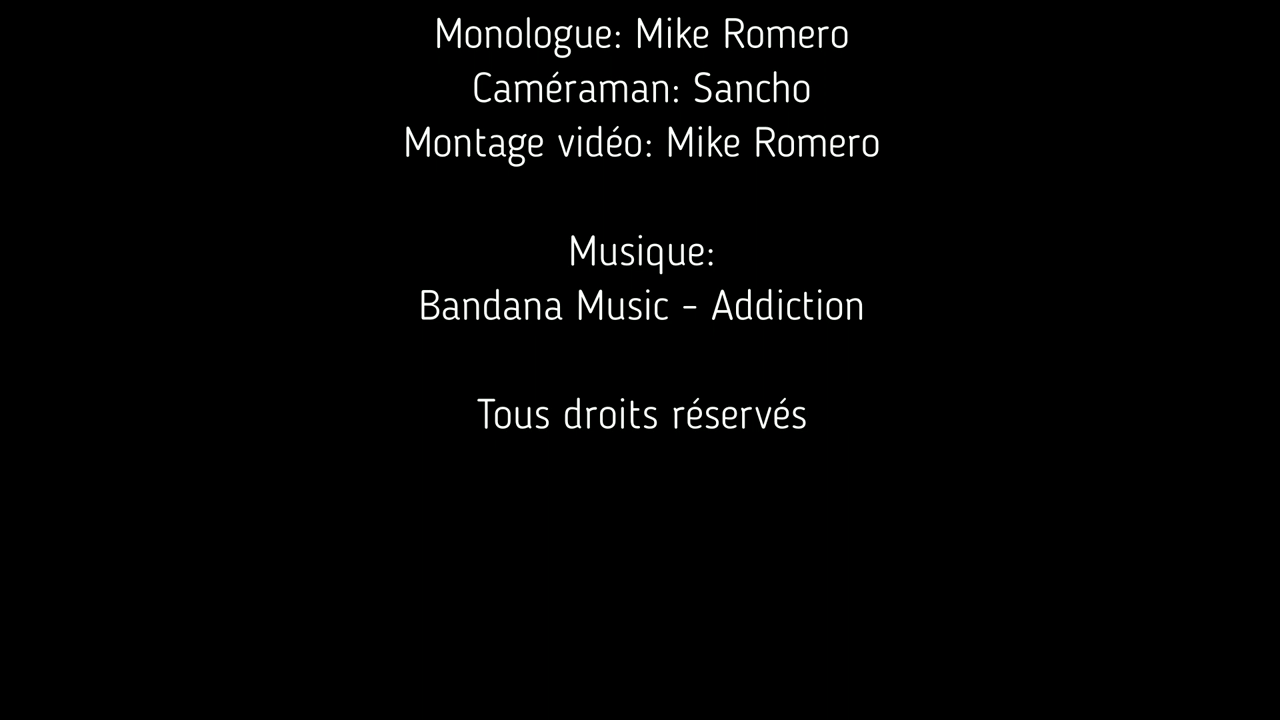 Monologue: Mike Romero
Caméraman: Sancho
Montage vidéo: Mike Romero
Musique:
Bandana Music - Addiction
Tous droits réservés